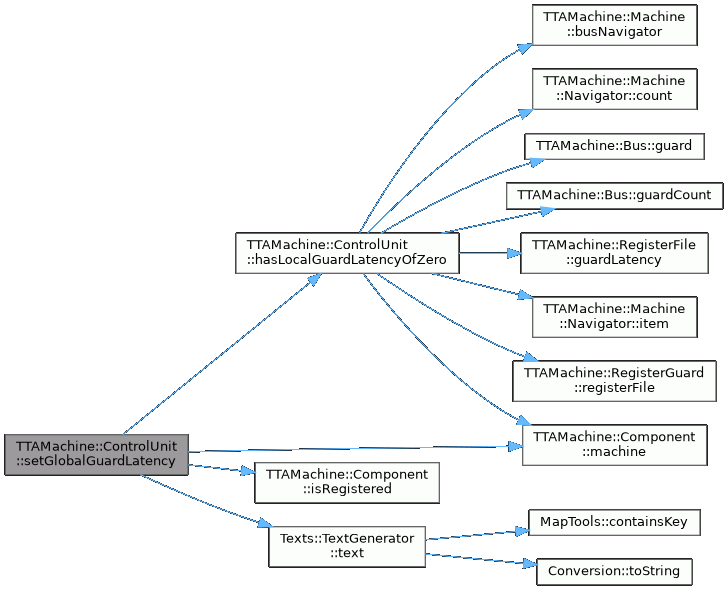 TTAMachine::Machine
::busNavigator
TTAMachine::Machine
::Navigator::count
TTAMachine::Bus::guard
TTAMachine::Bus::guardCount
TTAMachine::ControlUnit
::hasLocalGuardLatencyOfZero
TTAMachine::RegisterFile
::guardLatency
TTAMachine::Machine
::Navigator::item
TTAMachine::RegisterGuard
::registerFile
TTAMachine::Component
::machine
TTAMachine::ControlUnit
::setGlobalGuardLatency
TTAMachine::Component
::isRegistered
Texts::TextGenerator
::text
MapTools::containsKey
Conversion::toString